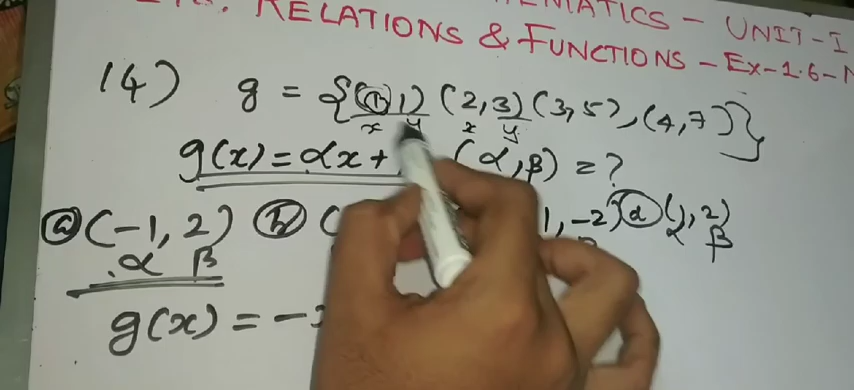 MATICS - UNIT-I
RELATIONS & FUNCTIONS - Ex-1.6-
14) g = {(1, 1) (2, 3) (3, 5), (4, 7)}
x y x y
g(x) = αx + (α, β) = ?
a (-1, 2) b ( 1, -2) d (1, 2)
α β α β
g(x) = -